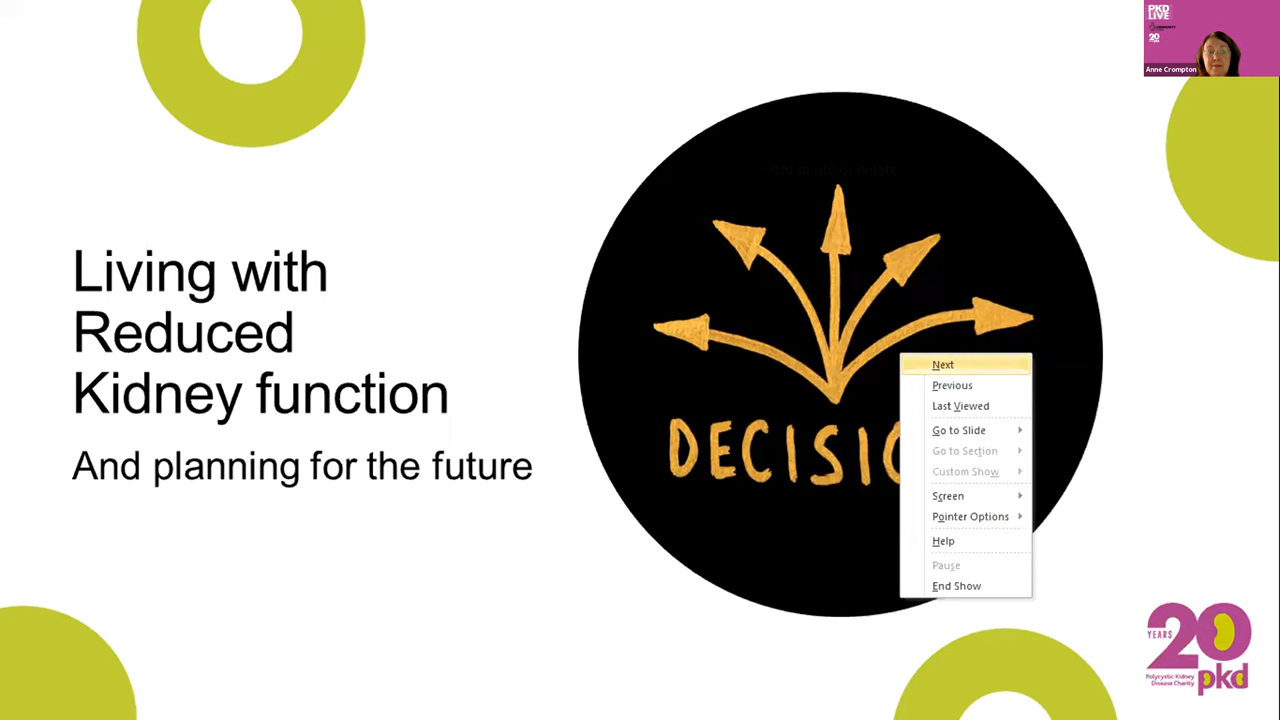 PKD
LIVE
20
Anne Crompton
Living with
Reduced
Kidney function
And planning for the future
DECISIO
Next
Previous
Last Viewed
Go to Slide
Go to Section
Custom Show
Screen
Pointer Options
Help
Pause
End Show
YEARS
20
Polycystic Kidney
Disease Charity
pkd